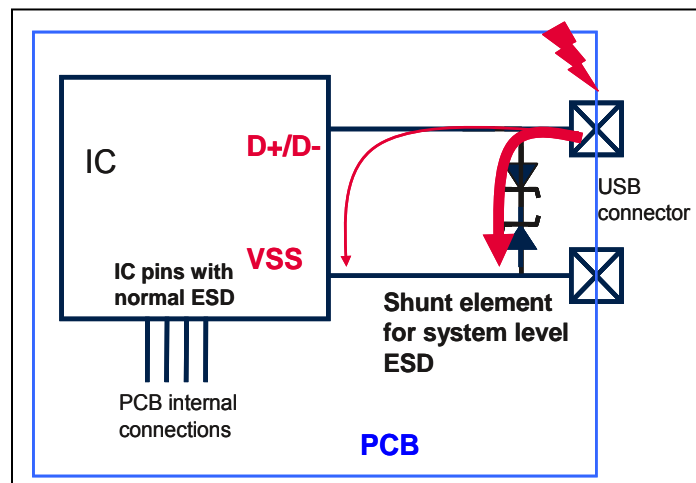 D+/D-
IC
USB
connector
VSS
IC pins with
normal ESD
Shunt element
for system level
ESD
PCB internal
connections
PCB